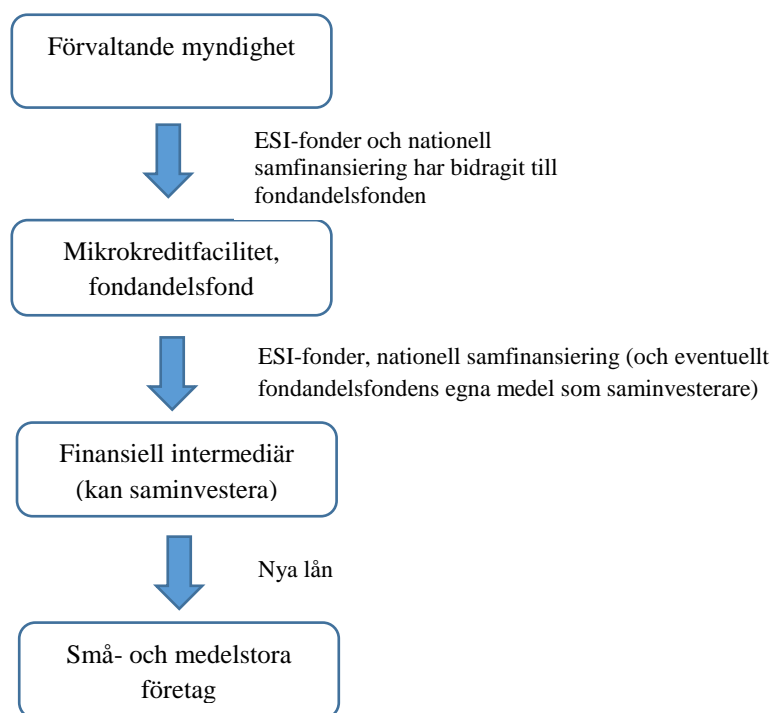 Förvaltande myndighet
ESI-fonder och nationell
samfinansiering har bidragit till
fondandelsfonden
Mikrokreditfacilitet,
fondandelsfond
ESI-fonder, nationell samfinansiering (och eventuellt
fondandelsfondens egna medel som saminvesterare)
Finansiell intermediär
(kan saminvestera)
Nya lån
Små- och medelstora
företag